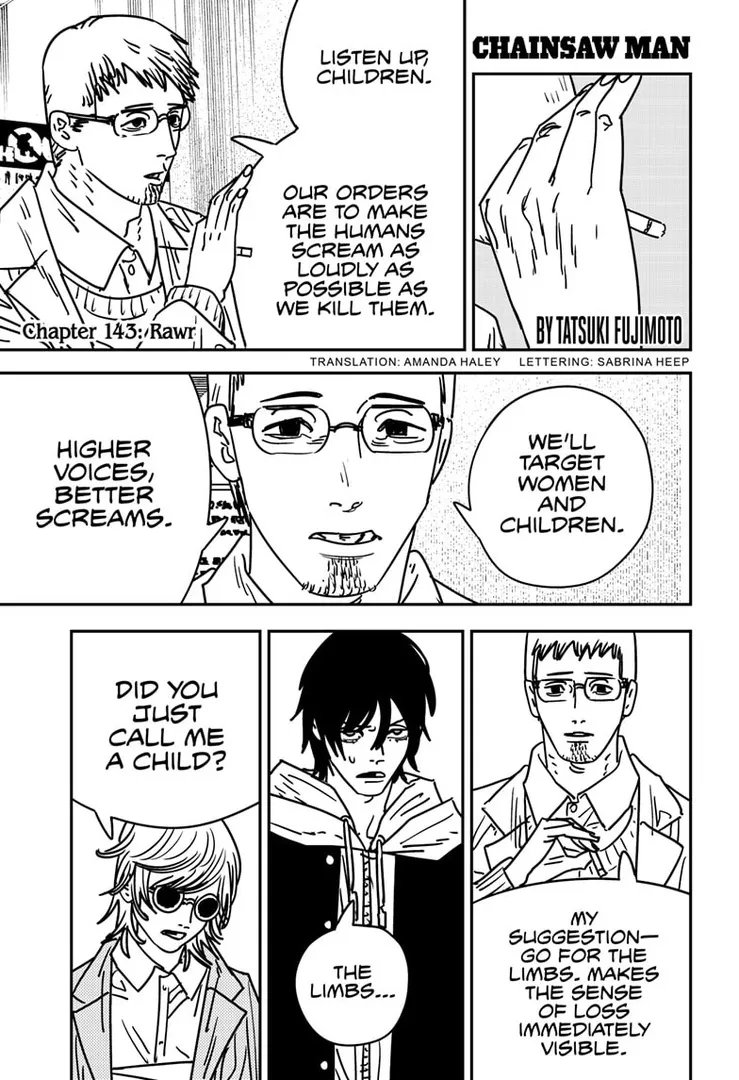 CHAINSAW MAN
BY TATSUKI FUJIMOTO
LISTEN UP,
CHILDREN.
OUR ORDERS
ARE TO MAKE
THE HUMANS
SCREAM AS
LOUDLY AS
POSSIBLE AS
WE KILL THEM.
Chapter 143: Rawr
TRANSLATION: AMANDA HALEY LETTERING: SABRINA HEEP
WE'LL
TARGET
WOMEN
AND
CHILDREN.
HIGHER
VOICES,
BETTER
SCREAMS.
MY
SUGGESTION—
GO FOR THE
LIMBS. MAKES
THE SENSE
OF LOSS
IMMEDIATELY
VISIBLE.
THE
LIMBS...
DID YOU
JUST
CALL ME
A CHILD?